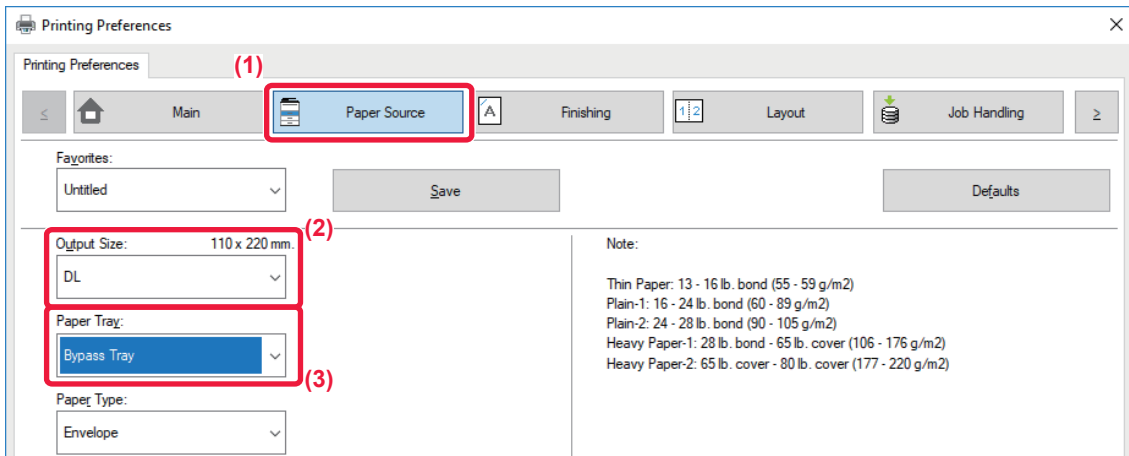 Printing Preferences
Printing Preferences
(1)
≤ Main Paper Source A Finishing 1 2 Layout Job Handling ≥
Favorites:
Untitled Save Defaults
(2)
Output Size: 110 x 220 mm. Note:
DL
Thin Paper: 13 - 16 lb. bond (55 - 59 g/m2)
Plain-1: 16 - 24 lb. bond (60 - 89 g/m2)
Paper Tray: Plain-2: 24 - 28 lb. bond (90 - 105 g/m2)
Heavy Paper-1: 28 lb. bond - 65 lb. cover (106 - 176 g/m2)
Bypass Tray Heavy Paper-2: 65 lb. cover - 80 lb. cover (177 - 220 g/m2)
(3)
Paper Type:
Envelope